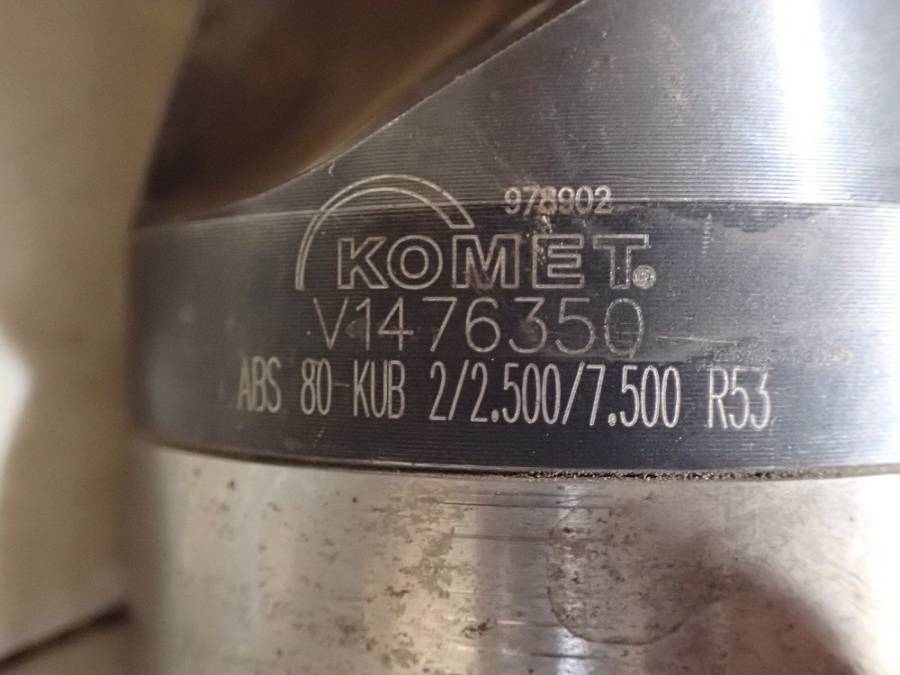 978902
KOMET®
V1476350
ABS 80 KUB 2/2.500/7.500 R53